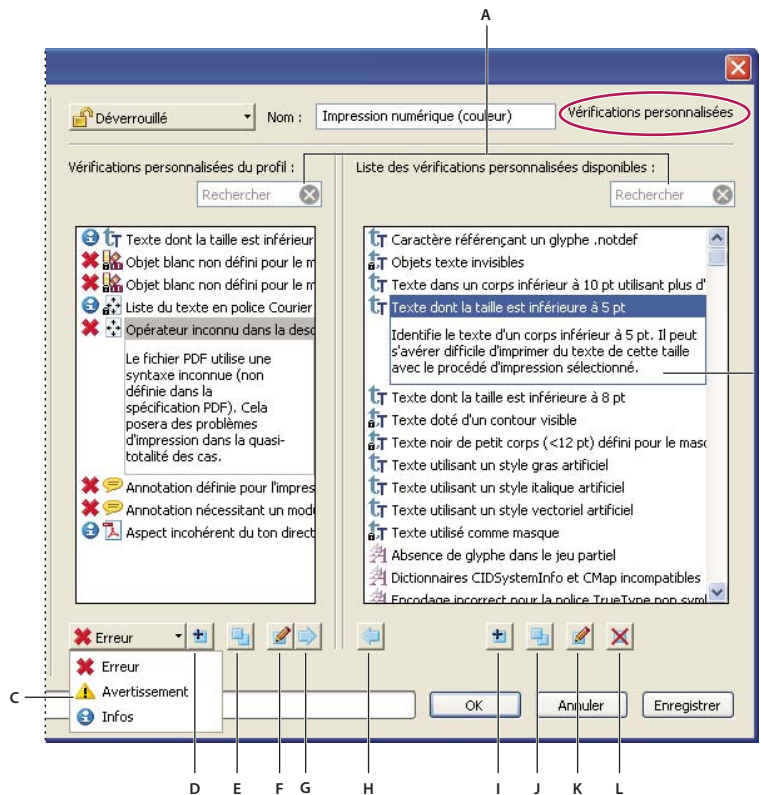 A
Déverrouillé
Nom :
Impression numérique (couleur)
Vérifications personnalisées
Vérifications personnalisées du profil :
Rechercher
Texte dont la taille est inférieur
Objet blanc non défini pour le m
Objet blanc non défini pour le m
Liste du texte en police Courier
Opérateur inconnu dans la desc
Le fichier PDF utilise une
syntaxe inconnue (non
définie dans la
spécification PDF). Cela
posera des problèmes
d'impression dans la quasi-
totalité des cas.
Annotation définie pour l'impres
Annotation nécessitant un mod
Aspect incohérent du ton direct
Liste des vérifications personnalisées disponibles :
Rechercher
Caractère référençant un glyphe .notdef
Objets texte invisibles
Texte dans un corps inférieur à 10 pt utilisant plus d'
Texte dont la taille est inférieure à 5 pt
Identifie le texte d'un corps inférieur à 5 pt. Il peut
s'avérer difficile d'imprimer du texte de cette taille
avec le procédé d'impression sélectionné.
Texte dont la taille est inférieure à 8 pt
Texte doté d'un contour visible
Texte noir de petit corps (<12 pt) défini pour le mas
Texte utilisant un style gras artificiel
Texte utilisant un style italique artificiel
Texte utilisant un style vectoriel artificiel
Texte utilisé comme masque
Absence de glyphe dans le jeu partiel
Dictionnaires CIDSystemInfo et CMap incompatibles
Encodage incorrect pour la police TrueType non symb
Erreur
Erreur
Avertissement
Infos
C
OK
Annuler
Enregistrer
D E F G H I J K L